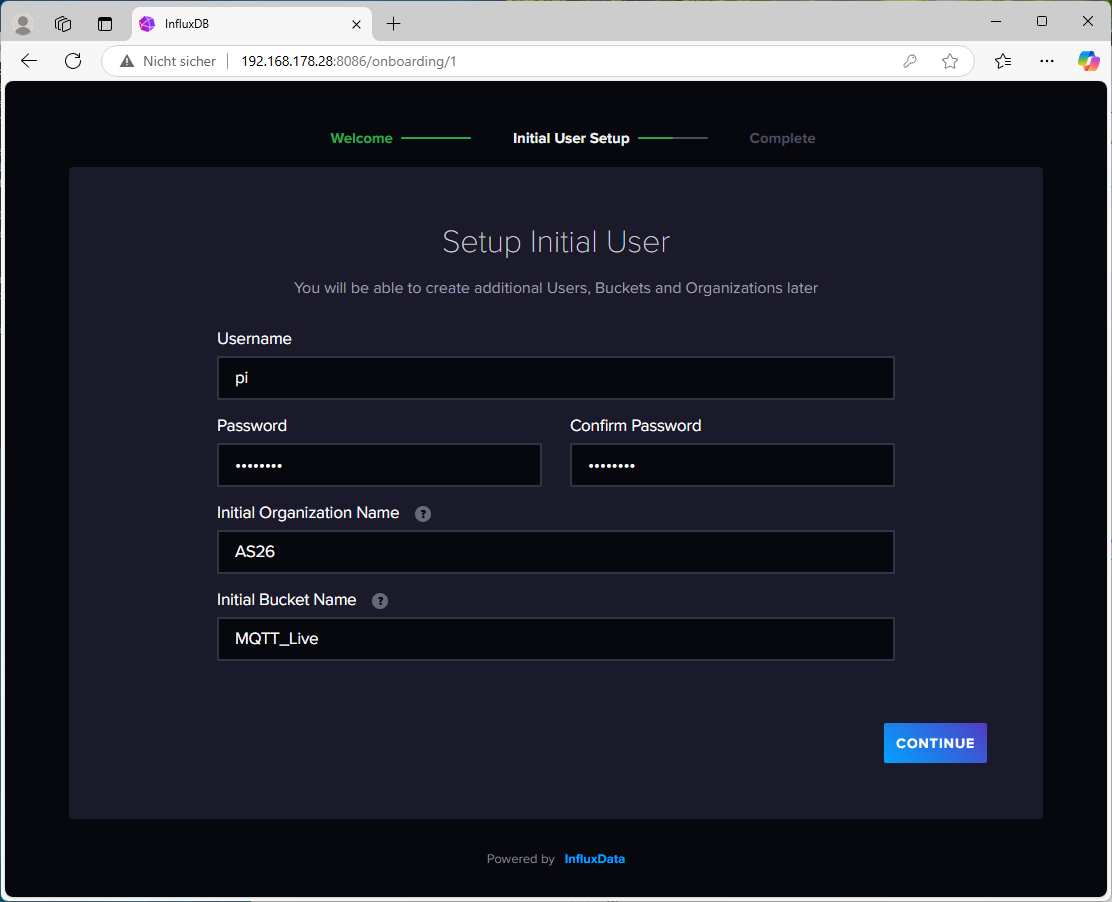 InfluxDB
Nicht sicher 192.168.178.28:8086/onboarding/1
Welcome Initial User Setup Complete
Setup Initial User
You will be able to create additional Users, Buckets and Organizations later
Username
pi
Password Confirm Password
•••••••• ••••••••
Initial Organization Name ?
AS26
Initial Bucket Name ?
MQTT_Live
CONTINUE
Powered by InfluxData